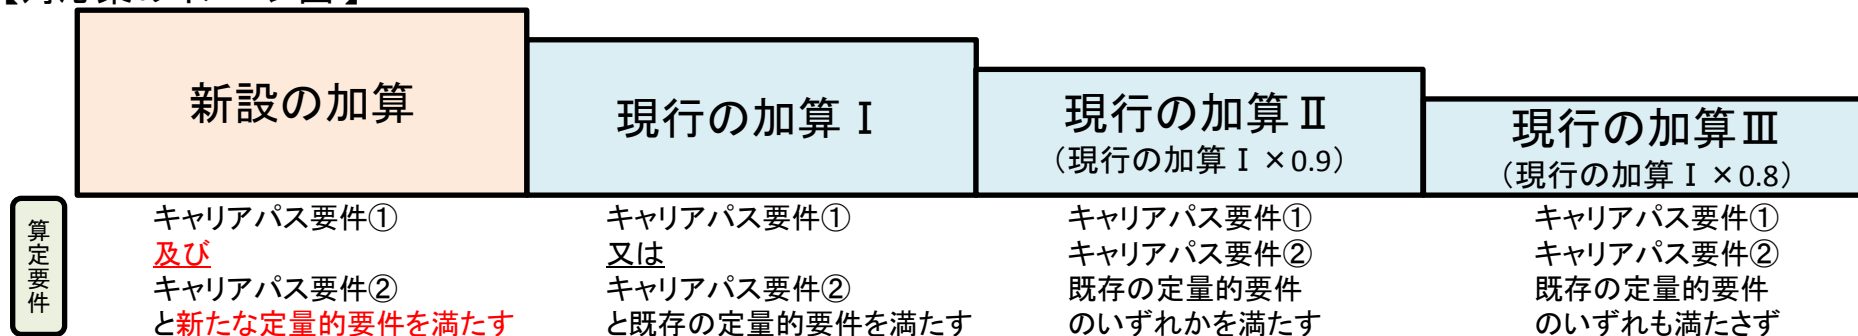 新設の加算
現行の加算Ⅰ
現行の加算Ⅱ
（現行の加算Ⅰ×0.9）
現行の加算Ⅲ
（現行の加算Ⅰ×0.8）
算定要件
キャリアパス要件①
及び
キャリアパス要件②
と新たな定量的要件を満たす
キャリアパス要件①
又は
キャリアパス要件②
と既存の定量的要件を満たす
キャリアパス要件①
キャリアパス要件②
既存の定量的要件
のいずれかを満たす
キャリアパス要件①
キャリアパス要件②
既存の定量的要件
のいずれも満たさず